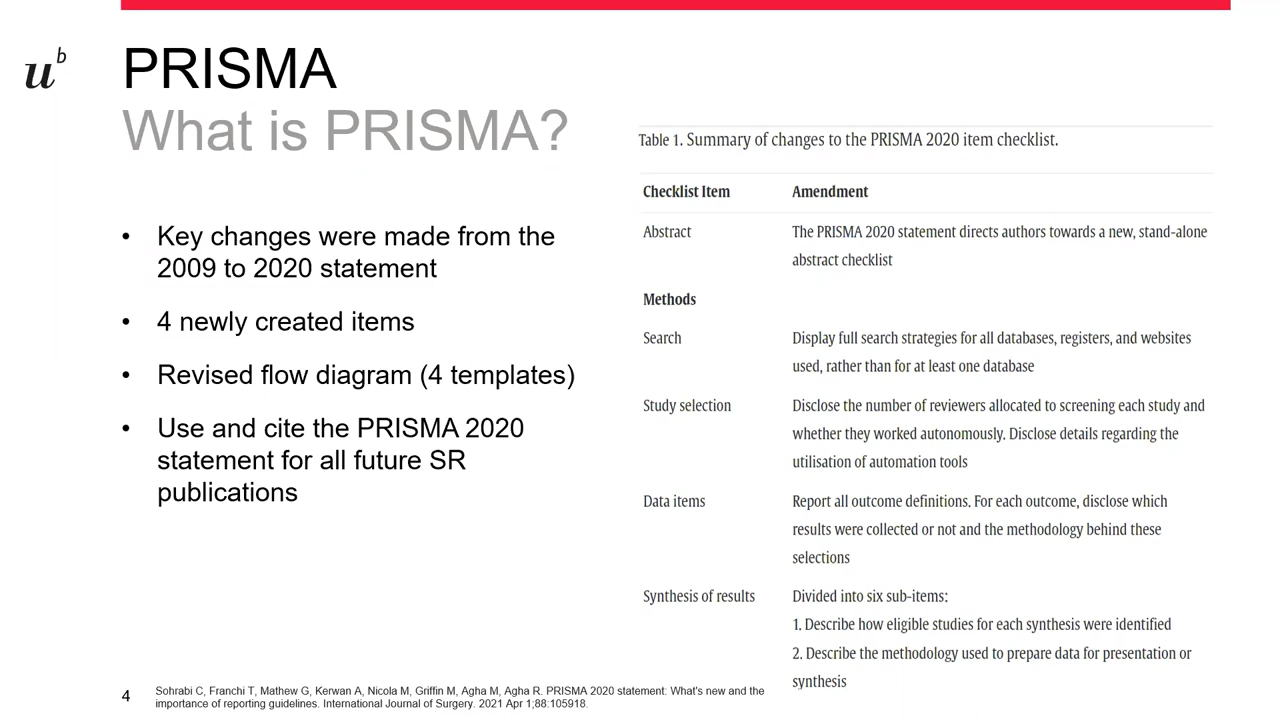 u b
PRISMA
What is PRISMA?
• Key changes were made from the
2009 to 2020 statement
• 4 newly created items
• Revised flow diagram (4 templates)
• Use and cite the PRISMA 2020
statement for all future SR
publications
Table 1. Summary of changes to the PRISMA 2020 item checklist.
Checklist Item Amendment
Abstract The PRISMA 2020 statement directs authors towards a new, stand-alone
abstract checklist
Methods
Search Display full search strategies for all databases, registers, and websites
used, rather than for at least one database
Study selection Disclose the number of reviewers allocated to screening each study and
whether they worked autonomously. Disclose details regarding the
utilisation of automation tools
Data items Report all outcome definitions. For each outcome, disclose which
results were collected or not and the methodology behind these
selections
Synthesis of results Divided into six sub-items:
1. Describe how eligible studies for each synthesis were identified
2. Describe the methodology used to prepare data for presentation or
synthesis
4
Sohrabi C, Franchi T, Mathew G, Kerwan A, Nicola M, Griffin M, Agha M, Agha R. PRISMA 2020 statement: What's new and the
importance of reporting guidelines. International Journal of Surgery. 2021 Apr 1;88:105918.